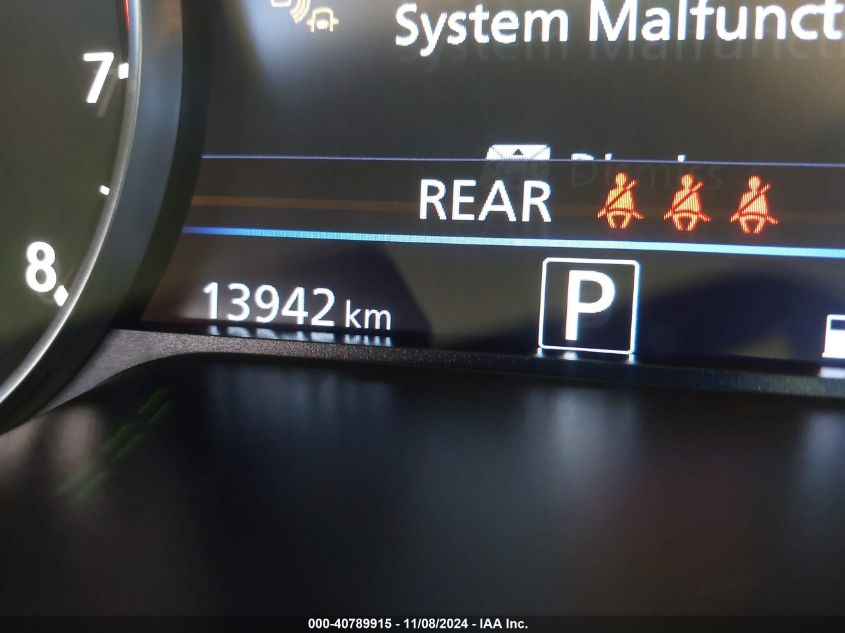 System Malfunct
7
REAR
8
13942 km
P
000-40789915 - 11/08/2024 - IAA Inc.